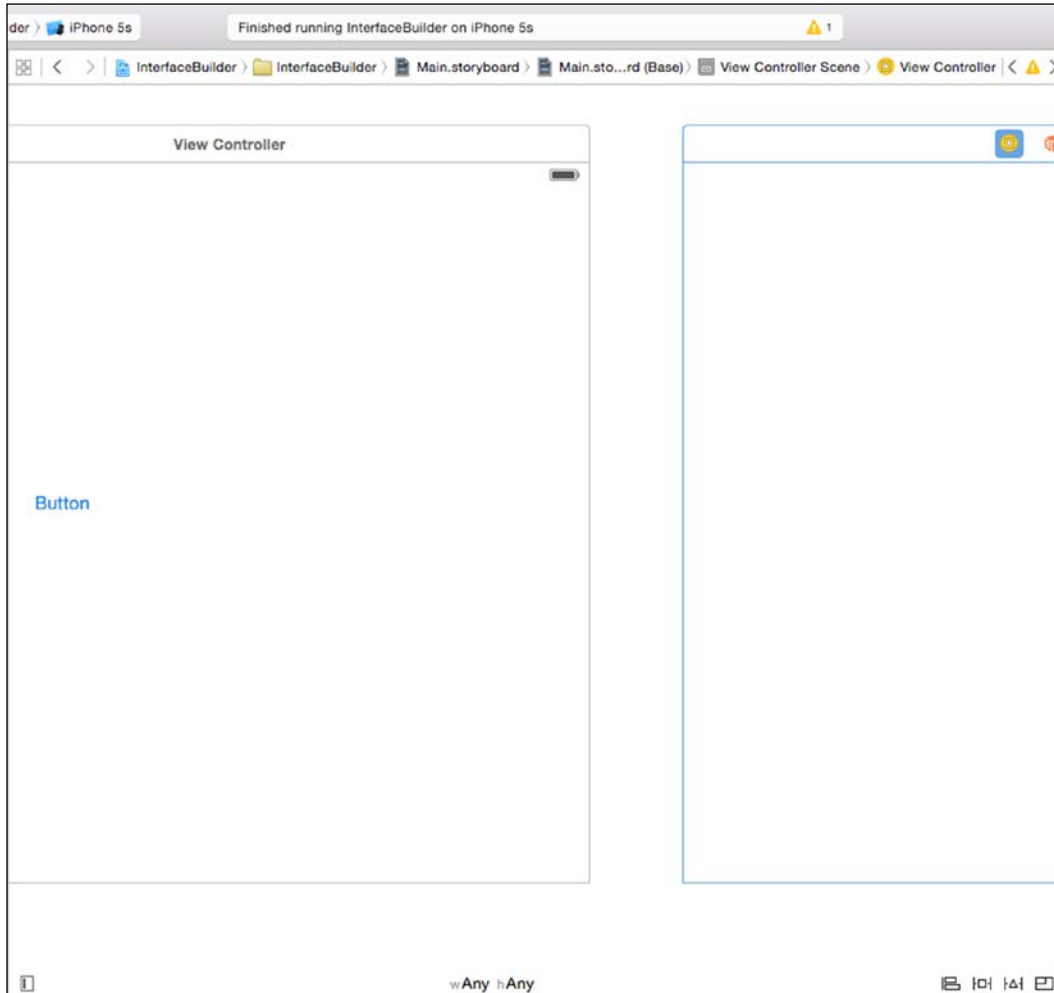 der iPhone 5s Finished running InterfaceBuilder on iPhone 5s 1
InterfaceBuilder InterfaceBuilder Main.storyboard Main.sto...rd (Base) View Controller Scene View Controller
View Controller
Button
wAny hAny